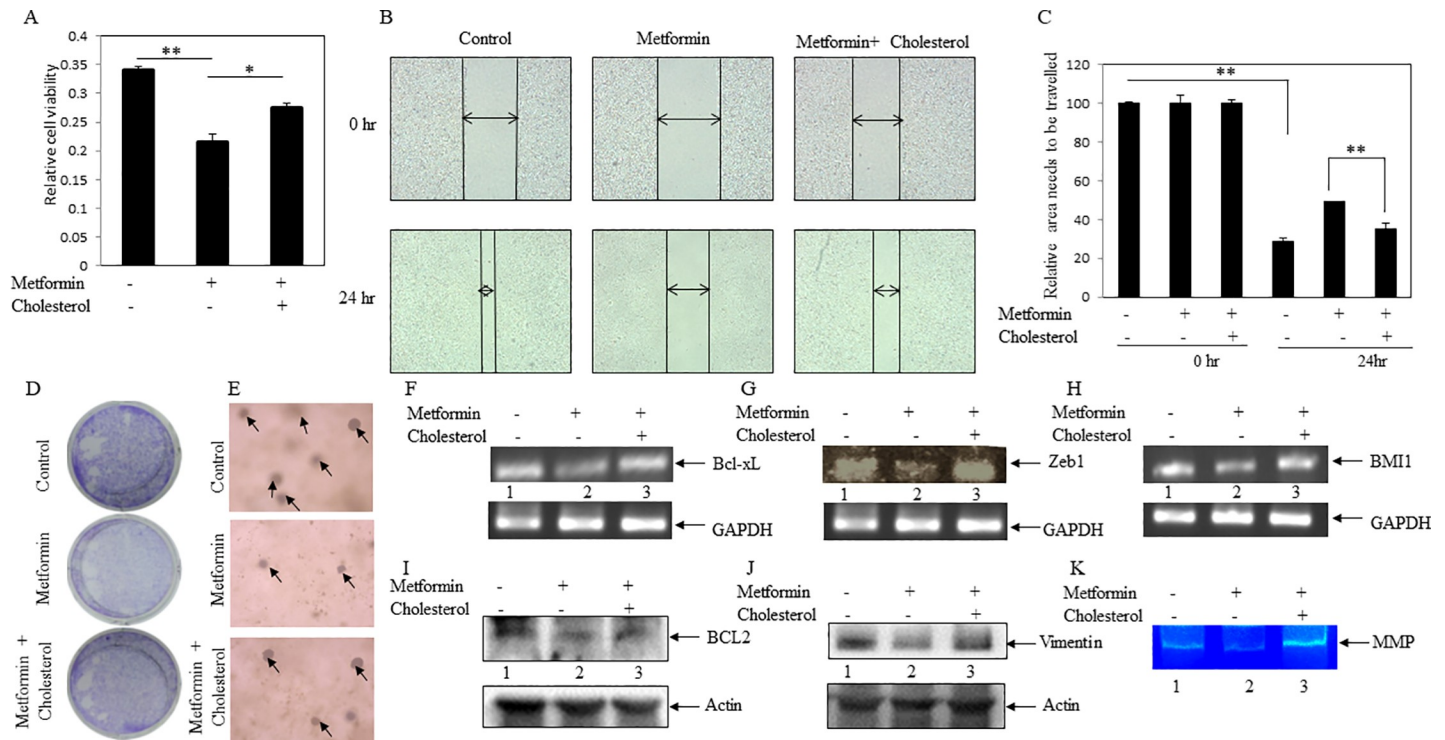 A
Relative cell viability
0.4
0.35
0.3
0.25
0.2
0.15
0.1
0.05
0
**
*
Metformin - + +
Cholesterol - - +
B
Control Metformin Metformin+ Cholesterol
0 hr
24 hr
C
Relative area needs to be travelled
120
100
80
60
40
20
0
**
**
Metformin - + + - + +
Cholesterol - - + - - +
0 hr 24hr
D
Control
Metformin
Metformin +
Cholesterol
E
Control
Metformin
Metformin +
Cholesterol
F
Metformin - + +
Cholesterol - - +
Bcl-xL
1 2 3
GAPDH
G
Metformin - + +
Cholesterol - - +
Zeb1
1 2 3
GAPDH
H
Metformin - + +
Cholesterol - - +
BMI1
1 2 3
GAPDH
I
Metformin - + +
Cholesterol - - +
BCL2
1 2 3
Actin
J
Metformin - + +
Cholesterol - - +
Vimentin
1 2 3
Actin
K
Metformin - + +
Cholesterol - - +
MMP
1 2 3